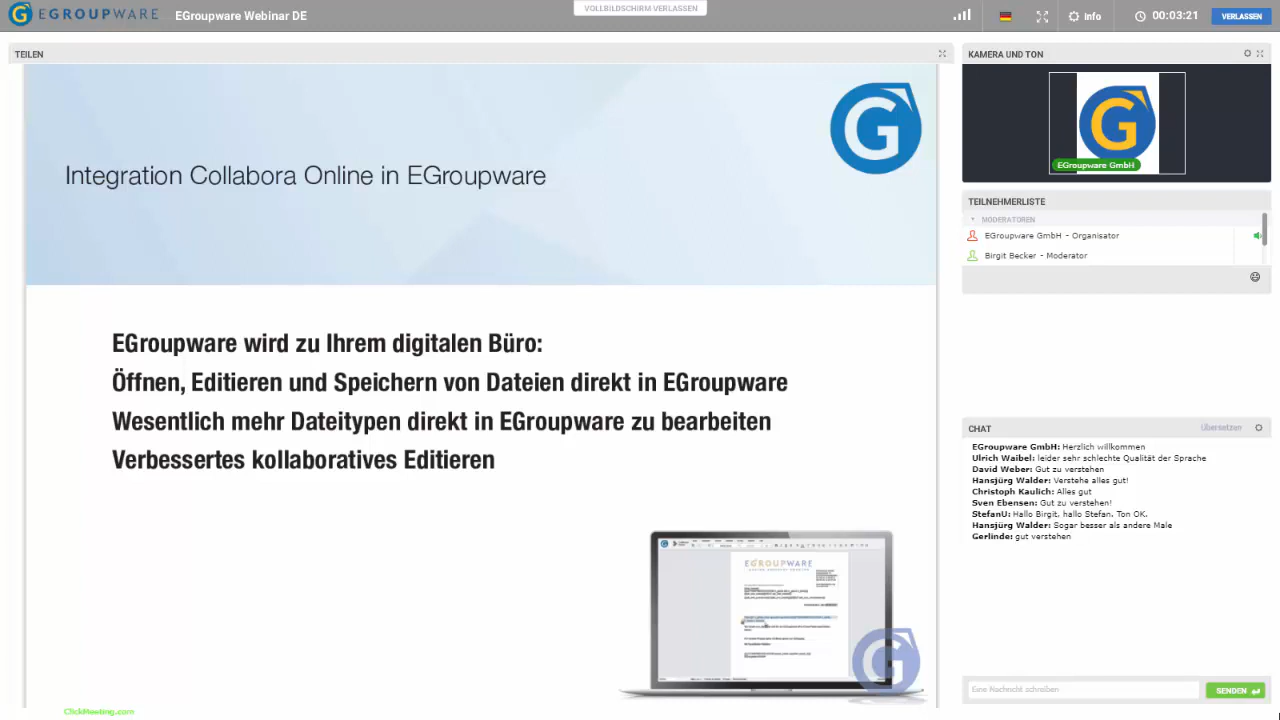 EGROUPWARE
EGroupware Webinar DE
VOLLBILDSCHIRM VERLASSEN
Info
00:03:21
VERLASSEN
TEILEN
Integration Collabora Online in EGroupware
EGroupware wird zu Ihrem digitalen Büro:
Öffnen, Editieren und Speichern von Dateien direkt in EGroupware
Wesentlich mehr Dateitypen direkt in EGroupware zu bearbeiten
Verbessertes kollaboratives Editieren
EGROUPWARE
ClickMeeting.com
KAMERA UND TON
EGroupware GmbH
TEILNEHMERLISTE
MODERATOREN
EGroupware GmbH - Organisator
Birgit Becker - Moderator
CHAT
Übersetzen
EGroupware GmbH: Herzlich willkommen
Ulrich Waibel: leider sehr schlechte Qualität der Sprache
David Weber: Gut zu verstehen
Hansjürg Walder: Verstehe alles gut!
Christoph Kaulich: Alles gut
Sven Ebensen: Gut zu verstehen!
StefanU: Hallo Birgit, hallo Stefan. Ton OK.
Hansjürg Walder: Sogar besser als andere Male
Gerlinde: gut verstehen
Eine Nachricht schreiben
SENDEN